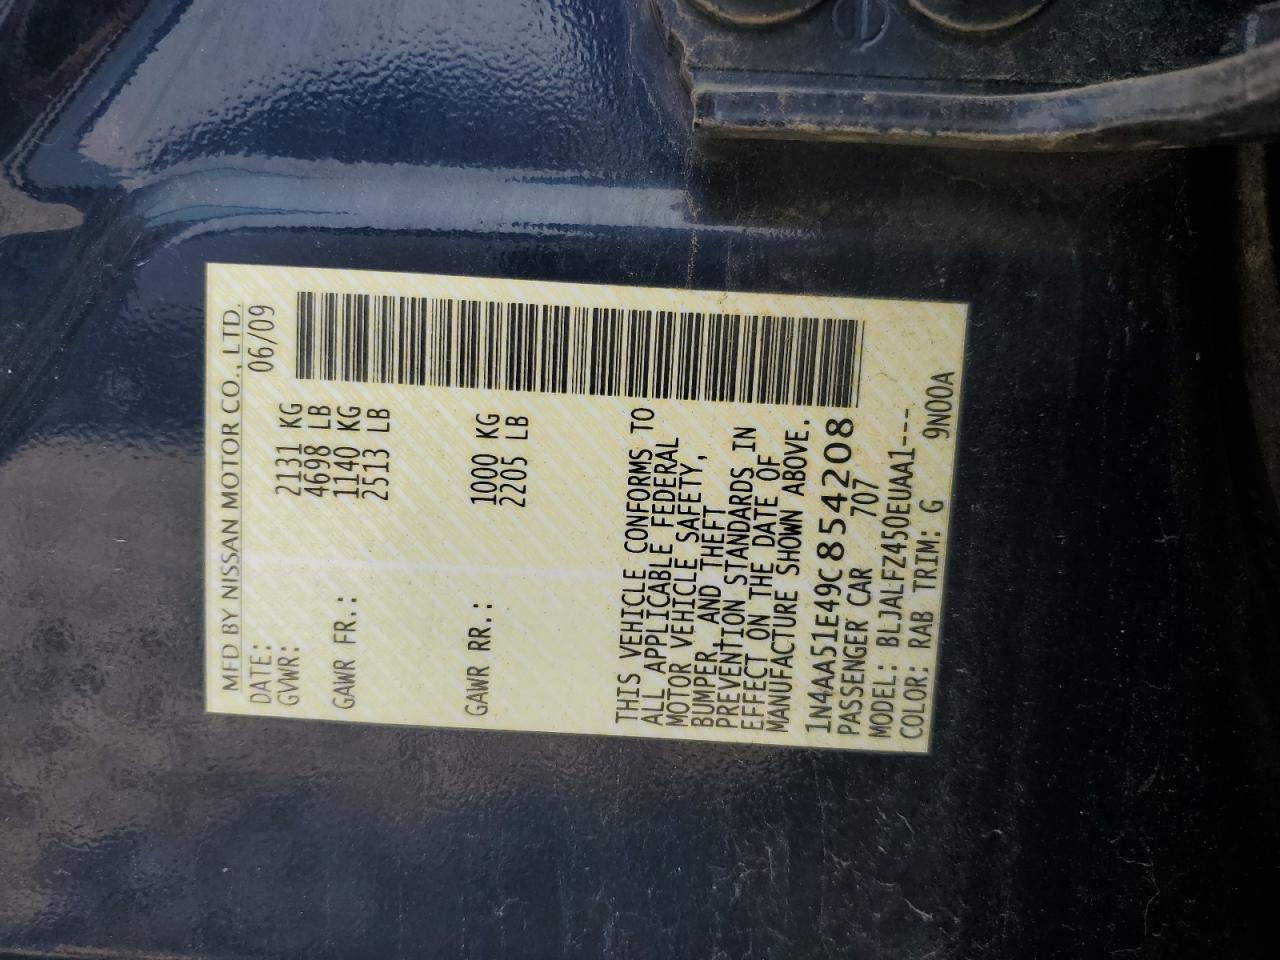 MFD BY NISSAN MOTOR CO., LTD.
DATE: 06/09
GVWR: 2131 KG
4698 LB
GAWR FR.: 1140 KG
2513 LB
GAWR RR.: 1000 KG
2205 LB
THIS VEHICLE CONFORMS TO
ALL APPLICABLE FEDERAL
MOTOR VEHICLE SAFETY,
BUMPER, AND THEFT
PREVENTION STANDARDS IN
EFFECT ON THE DATE OF
MANUFACTURE SHOWN ABOVE.
1N4AA51E49C854208
PASSENGER CAR 707
MODEL: BLJALFZ450EUAA1---
COLOR: RAB TRIM: G 9N00A